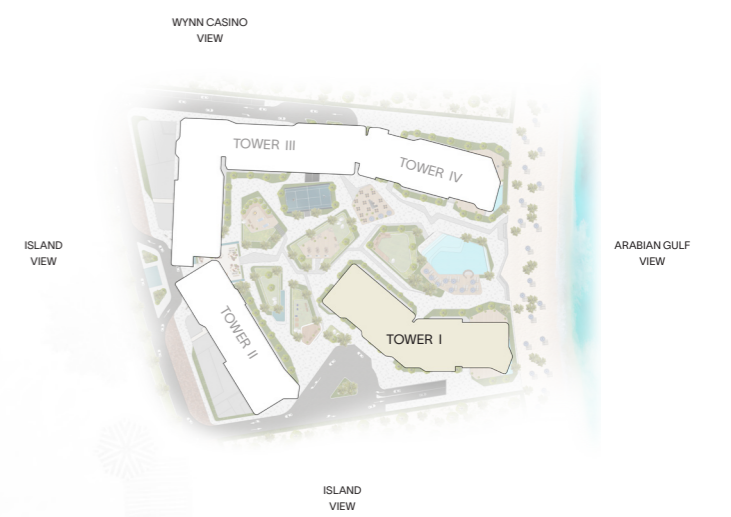 WYNN CASINO
VIEW
TOWER III
TOWER IV
ISLAND
VIEW
ARABIAN GULF
VIEW
TOWER II
TOWER I
ISLAND
VIEW